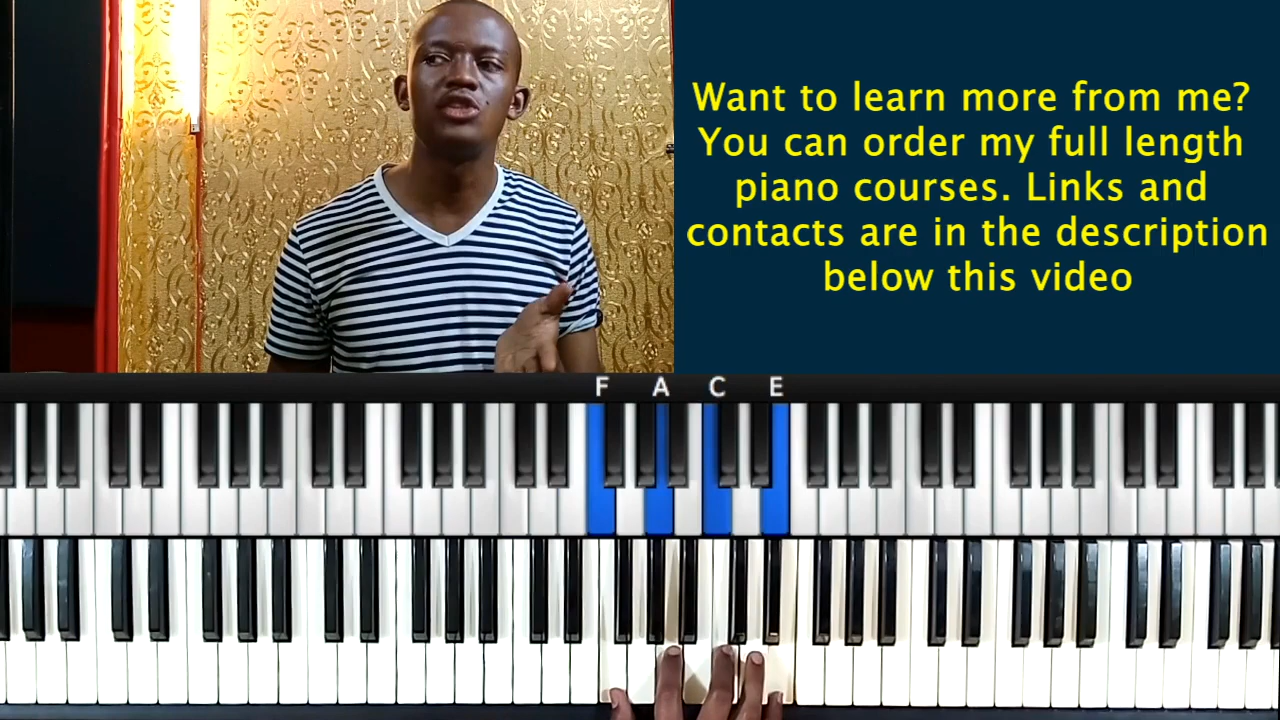 Want to learn more from me?
You can order my full length
piano courses. Links and
contacts are in the description
below this video
F A C E